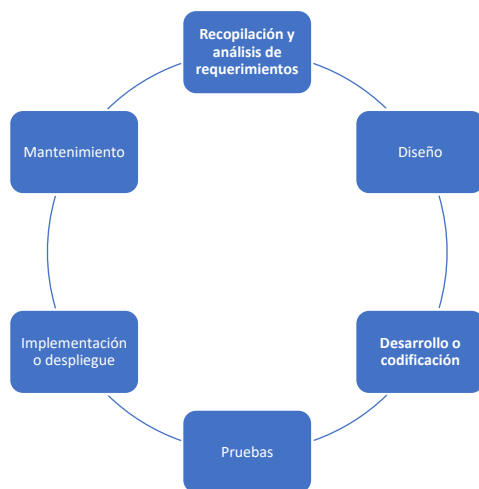 Recopilación y
análisis de
requerimientos
Diseño
Desarrollo o
codificación
Pruebas
Implementación
o despliegue
Mantenimiento